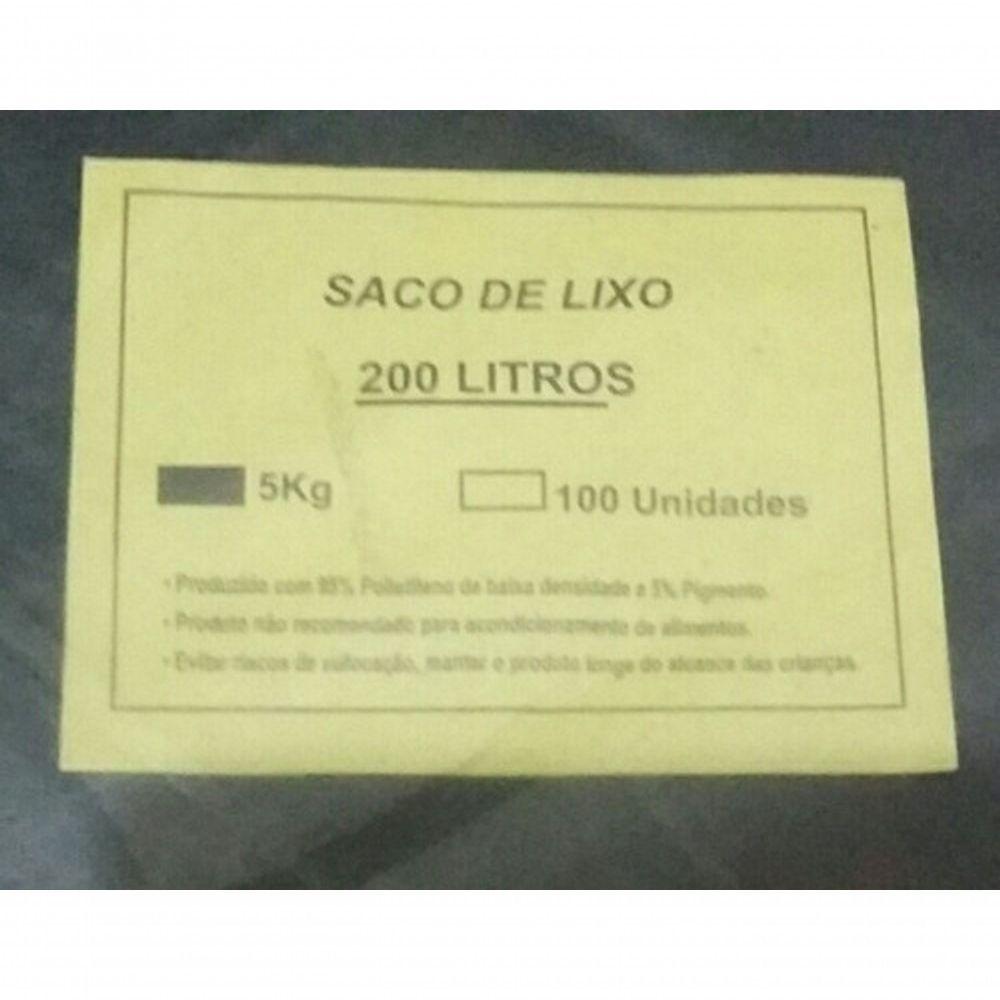 SACO DE LIXO
200 LITROS
5Kg
100 Unidades
• Produzido com 95% Polietileno de baixa densidade e 5% Pigmento.
• Produto não recomendado para acondicionamento de alimentos.
• Evitar riscos de sufocação, manter o produto longe do alcance das crianças.